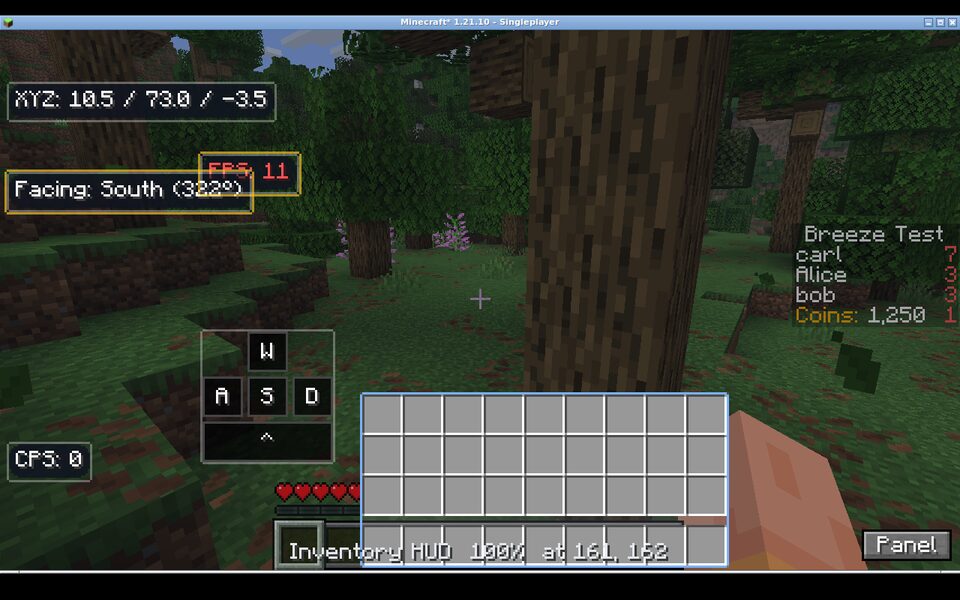 Minecraft* 1.21.10 - Singleplayer
XYZ: 10.5 / 73.0 / -3.5
FPS: 11
Facing: South (322°)
Breeze Test
carl 7
Alice 3
bob 3
Coins: 1,250 1
W
A S D
^
CPS: 0
Inventory HUD 100% at 161, 162
Panel